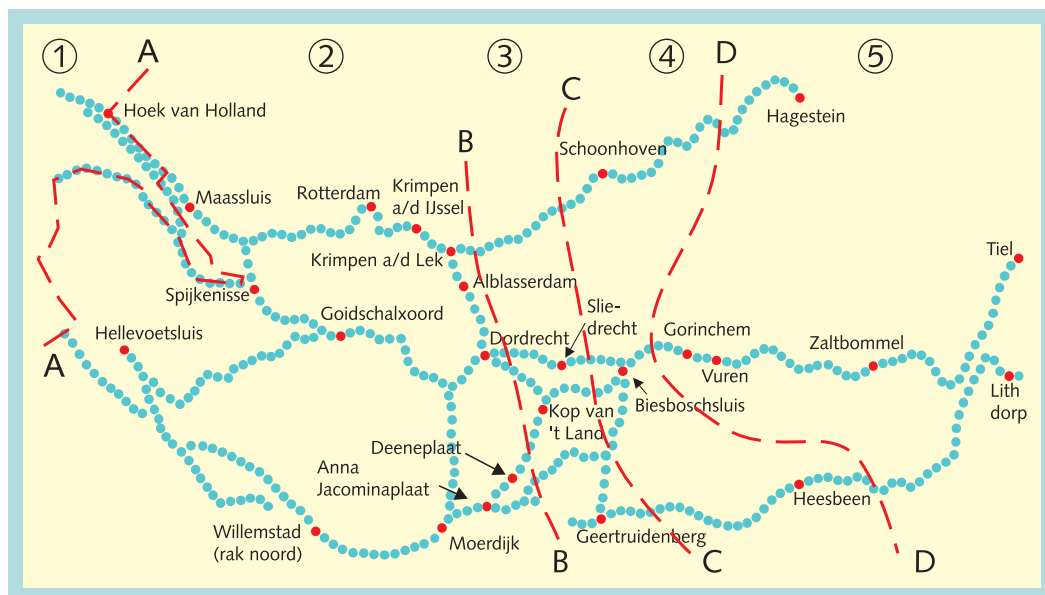 1
A
2
3
4
D
5
C
B
Hoek van Holland
Hagestein
Schoonhoven
Maassluis
Rotterdam
Krimpen
a/d IJssel
Krimpen a/d Lek
Tiel
Spijkenisse
Alblasserdam
Slie-
drecht
Goidschalxoord
Hellevoetsluis
Dordrecht
Gorinchem
Zaltbommel
A
Vuren
Lith
dorp
Biesboschsluis
Kop van
't Land
Deeneplaat
Anna
Jacominaplaat
Heesbeen
Willemstad
(rak noord)
Moerdijk
Geertruidenberg
B
C
D